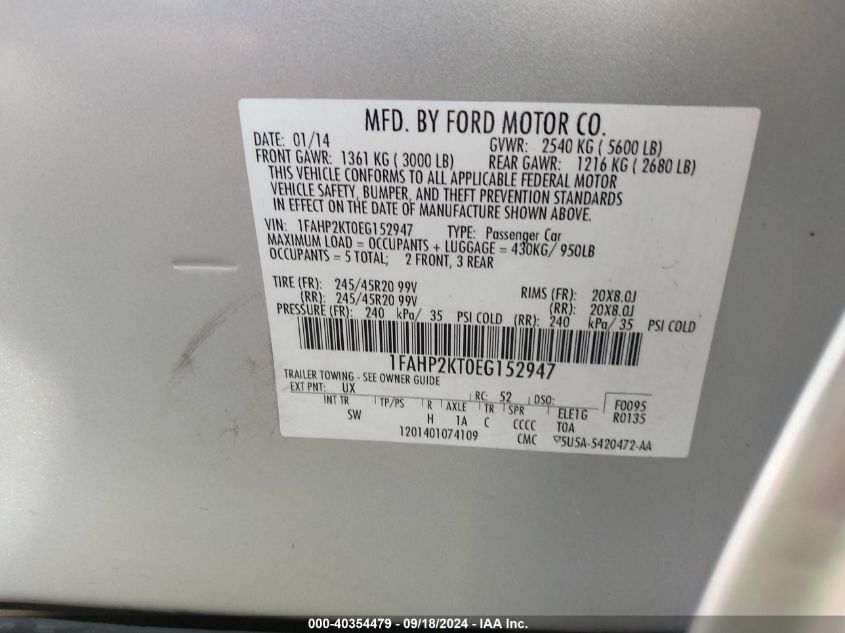 MFD. BY FORD MOTOR CO.
DATE: 01/14 GVWR: 2540 KG ( 5600 LB)
FRONT GAWR: 1361 KG ( 3000 LB) REAR GAWR: 1216 KG ( 2680 LB)
THIS VEHICLE CONFORMS TO ALL APPLICABLE FEDERAL MOTOR
VEHICLE SAFETY, BUMPER, AND THEFT PREVENTION STANDARDS
IN EFFECT ON THE DATE OF MANUFACTURE SHOWN ABOVE.
VIN: 1FAHP2KT0EG152947 TYPE: Passenger Car
MAXIMUM LOAD = OCCUPANTS + LUGGAGE = 430KG/ 950LB
OCCUPANTS = 5 TOTAL; 2 FRONT, 3 REAR
TIRE (FR): 245/45R20 99V RIMS (FR): 20X8.0J
(RR): 245/45R20 99V (RR): 20X8.0J
PRESSURE (FR): 240 kPa/ 35 PSI COLD (RR): 240 kPa/ 35 PSI COLD
1FAHP2KT0EG152947
TRAILER TOWING - SEE OWNER GUIDE
EXT PNT: UX RC: 52 DSO: F0095
INT TR TP/PS R AXLE TR SPR ELE1G R0135
SW H 1A C CCCC T0A
1201401074109 CMC 5U5A-5420472-AA
000-40354479 - 09/18/2024 - IAA Inc.